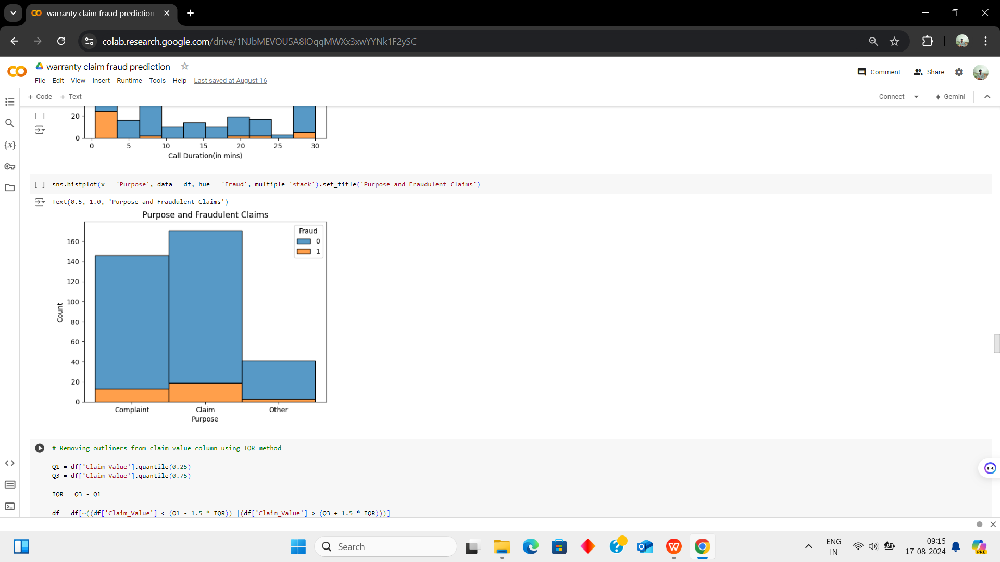 warranty claim fraud prediction
colab.research.google.com/drive/1NJbMEVOU5A8IOqqMWXx3xwYYNk1F2ySC
warranty claim fraud prediction
File Edit View Insert Runtime Tools Help Last saved at August 16
Comment Share
+ Code + Text
Connect Gemini
[ ]
20
0
0 5 10 15 20 25 30
Call Duration(in mins)
{x}
[ ] sns.histplot(x = 'Purpose', data = df, hue = 'Fraud', multiple='stack').set_title('Purpose and Fraudulent Claims')
Text(0.5, 1.0, 'Purpose and Fraudulent Claims')
Purpose and Fraudulent Claims
Fraud
0
1
160
140
120
100
80
60
40
20
0
Count
Complaint Claim Other
Purpose
# Removing outliners from claim value column using IQR method
Q1 = df['Claim_Value'].quantile(0.25)
Q3 = df['Claim_Value'].quantile(0.75)
IQR = Q3 - Q1
df = df[~((df['Claim_Value'] < (Q1 - 1.5 * IQR)) |(df['Claim_Value'] > (Q3 + 1.5 * IQR)))]
Search
ENG
IN
09:15
17-08-2024
PRE